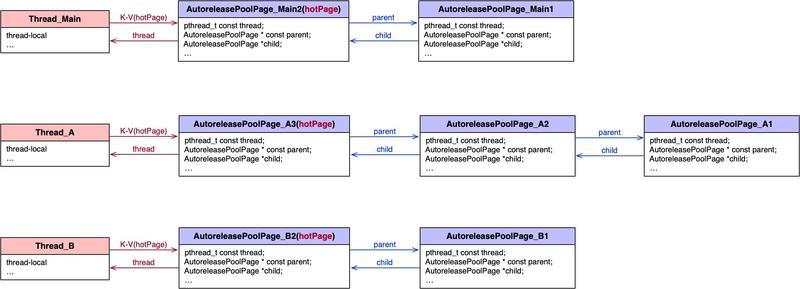 Thread_Main
thread-local
...
K-V(hotPage)
thread
AutoreleasePoolPage_Main2(hotPage)
pthread_t const thread;
AutoreleasePoolPage * const parent;
AutoreleasePoolPage *child;
...
parent
child
AutoreleasePoolPage_Main1
pthread_t const thread;
AutoreleasePoolPage * const parent;
AutoreleasePoolPage *child;
...
Thread_A
thread-local
...
K-V(hotPage)
thread
AutoreleasePoolPage_A3(hotPage)
pthread_t const thread;
AutoreleasePoolPage * const parent;
AutoreleasePoolPage *child;
...
parent
child
AutoreleasePoolPage_A2
pthread_t const thread;
AutoreleasePoolPage * const parent;
AutoreleasePoolPage *child;
...
parent
child
AutoreleasePoolPage_A1
pthread_t const thread;
AutoreleasePoolPage * const parent;
AutoreleasePoolPage *child;
...
Thread_B
thread-local
...
K-V(hotPage)
thread
AutoreleasePoolPage_B2(hotPage)
pthread_t const thread;
AutoreleasePoolPage * const parent;
AutoreleasePoolPage *child;
...
parent
child
AutoreleasePoolPage_B1
pthread_t const thread;
AutoreleasePoolPage * const parent;
AutoreleasePoolPage *child;
...